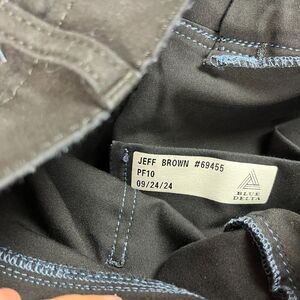 JEFF BROWN #69455
PF10
09/24/24
BLUE
DELTA